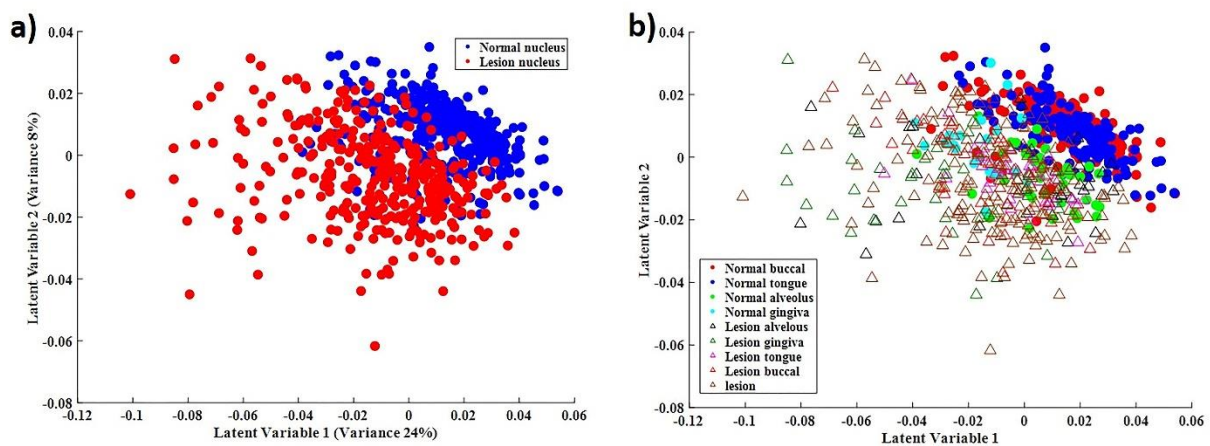 a)
0.04
0.02
0
-0.02
-0.04
-0.06
-0.08
-0.12
-0.1
-0.08
-0.06
-0.04
-0.02
0
0.02
0.04
0.06
Latent Variable 2 (Variance 8%)
Latent Variable 1 (Variance 24%)
Normal nucleus
Lesion nucleus
b)
0.04
0.02
0
-0.02
-0.04
-0.06
-0.08
-0.12
-0.1
-0.08
-0.06
-0.04
-0.02
0
0.02
0.04
0.06
Latent Variable 2
Latent Variable 1
Normal buccal
Normal tongue
Normal alveolus
Normal gingiva
Lesion alvelous
Lesion gingiva
Lesion tongue
Lesion buccal
lesion